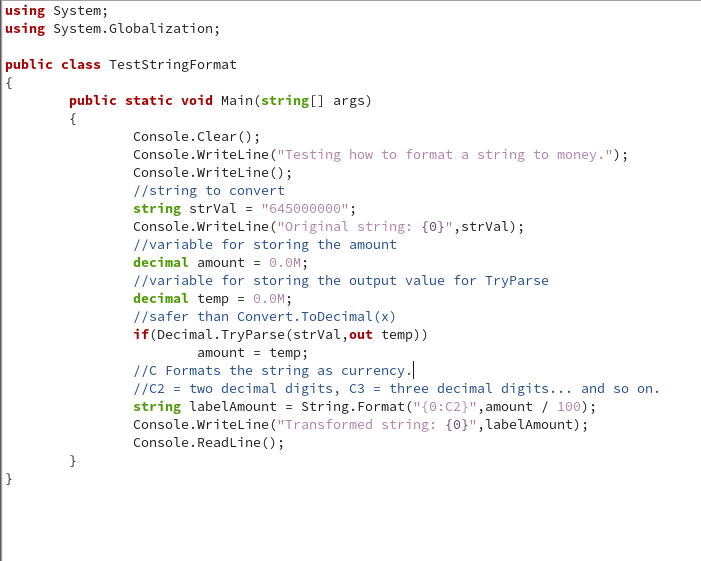 using System;
using System.Globalization;
public class TestStringFormat
{
public static void Main(string[] args)
{
Console.Clear();
Console.WriteLine("Testing how to format a string to money.");
Console.WriteLine();
//string to convert
string strVal = "645000000";
Console.WriteLine("Original string: {0}",strVal);
//variable for storing the amount
decimal amount = 0.0M;
//variable for storing the output value for TryParse
decimal temp = 0.0M;
//safer than Convert.ToDecimal(x)
if(Decimal.TryParse(strVal,out temp))
amount = temp;
//C Formats the string as currency.
//C2 = two decimal digits, C3 = three decimal digits... and so on.
string labelAmount = String.Format("{0:C2}",amount / 100);
Console.WriteLine("Transformed string: {0}",labelAmount);
Console.ReadLine();
}
}